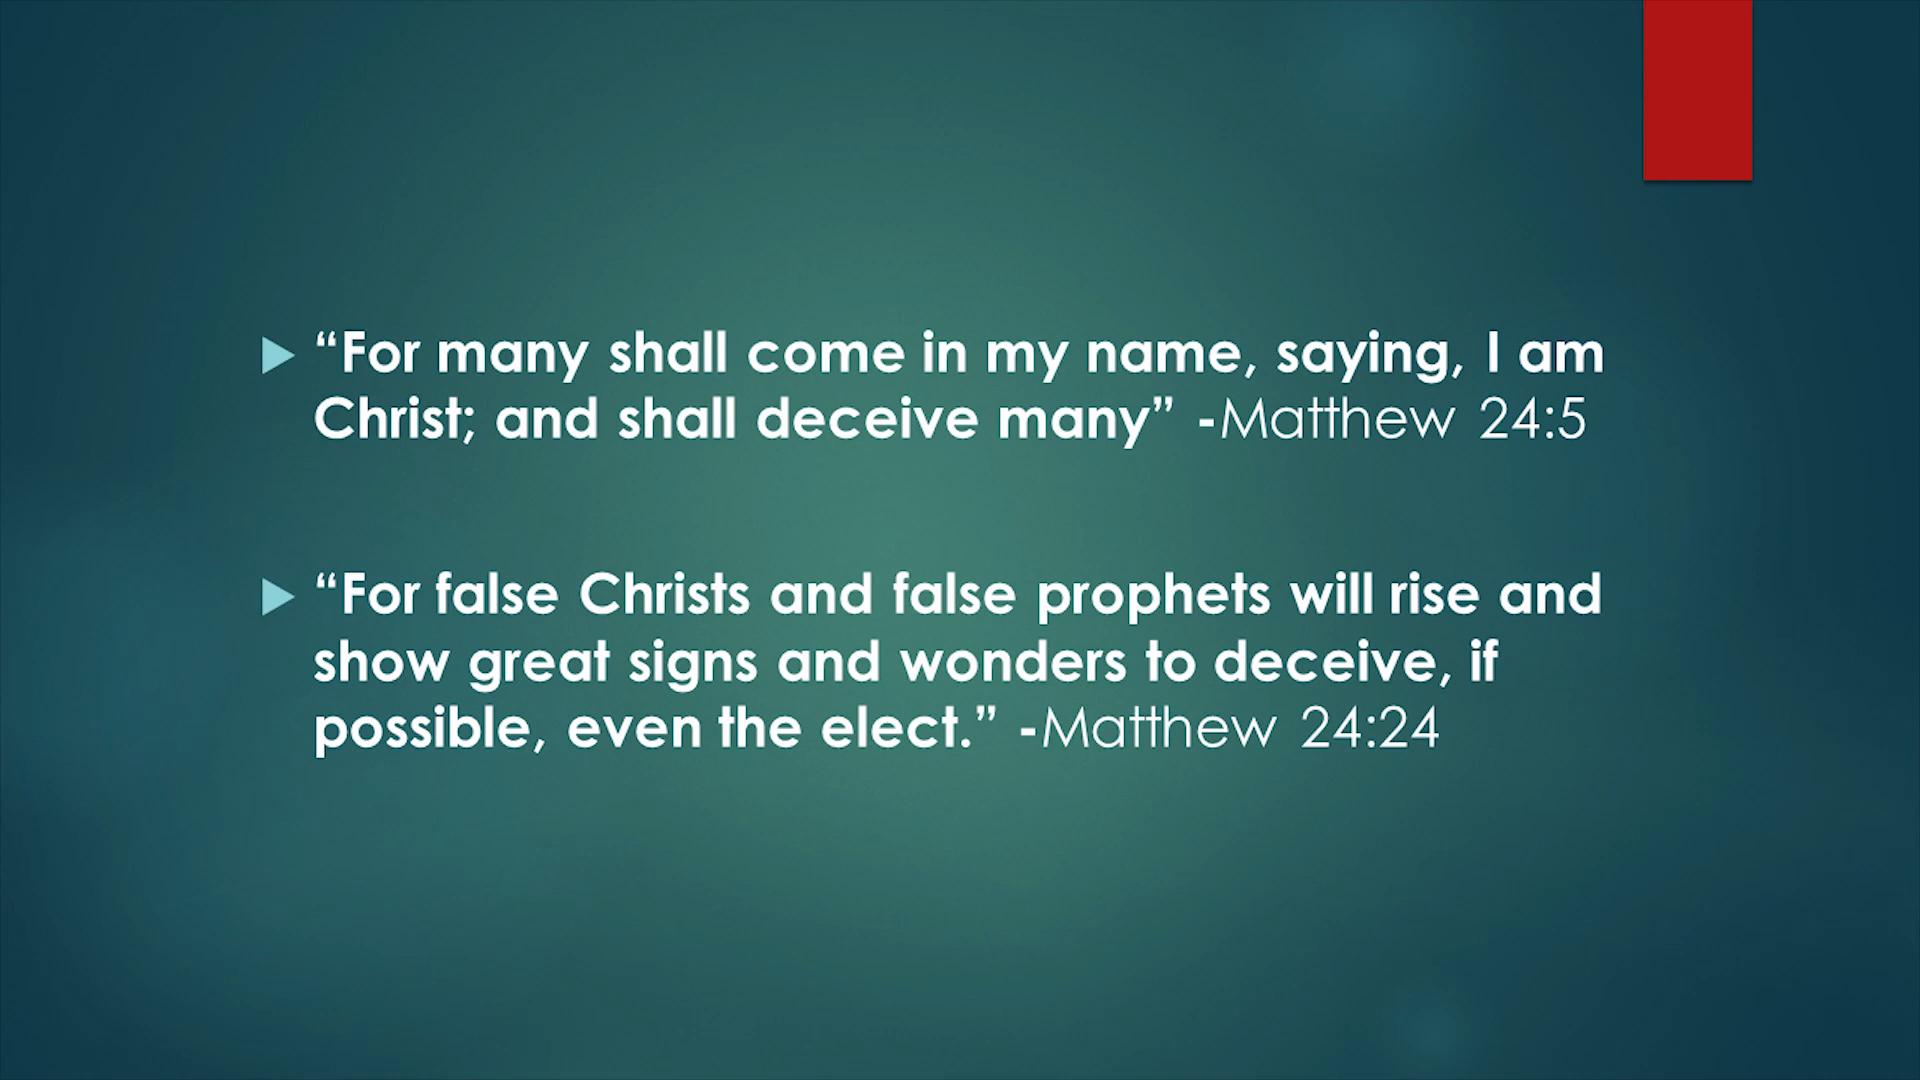 “For many shall come in my name, saying, I am
Christ; and shall deceive many” -Matthew 24:5
“For false Christs and false prophets will rise and
show great signs and wonders to deceive, if
possible, even the elect.” -Matthew 24:24